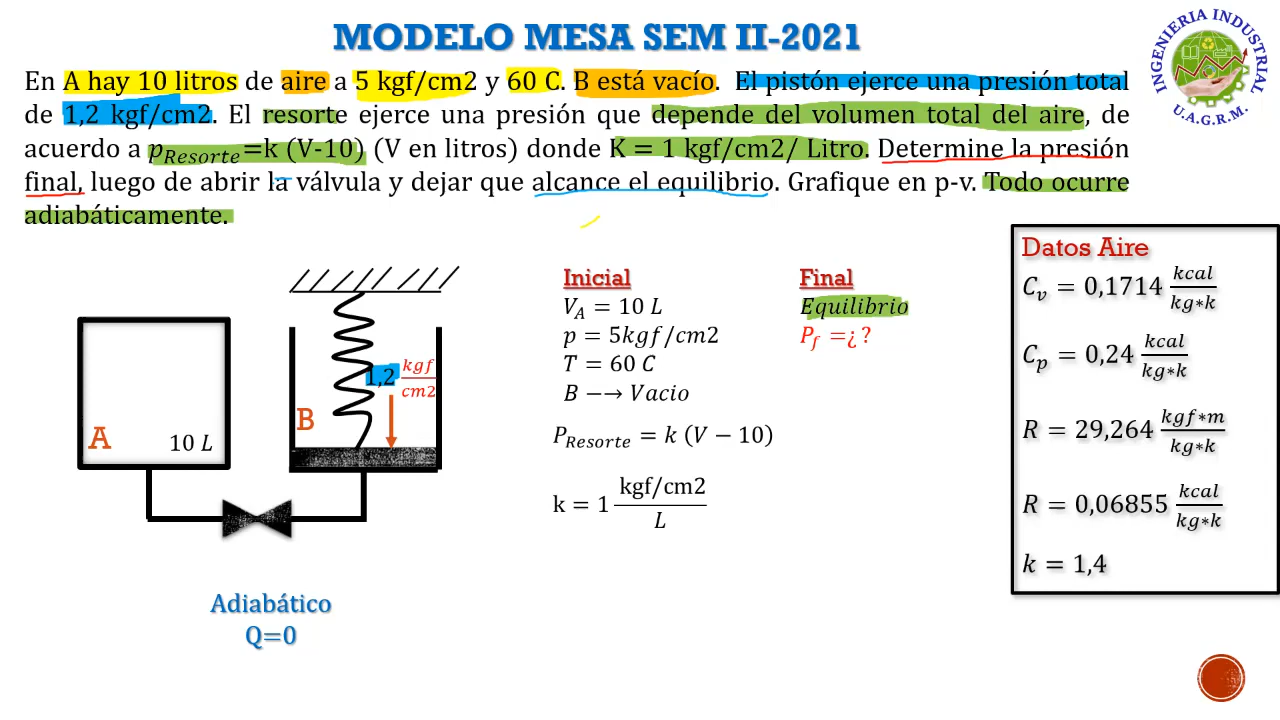 MODELO MESA SEM II-2021
En A hay 10 litros de aire a 5 kgf/cm2 y 60 C. B está vacío. El pistón ejerce una presión total
de 1,2 kgf/cm2. El resorte ejerce una presión que depende del volumen total del aire, de
acuerdo a 𝑝𝑅𝑒𝑠𝑜𝑟𝑡𝑒=k (V-10) (V en litros) donde K = 1 kgf/cm2/ Litro. Determine la presión
final, luego de abrir la válvula y dejar que alcance el equilibrio. Grafique en p-v. Todo ocurre
adiabáticamente.
INGENIERIA INDUSTRIAL
U.A.G.R.M.
A
10 L
B
1,2 kgf/cm2
Adiabático
Q=0
Inicial
V_A = 10 L
p = 5kgf/cm2
T = 60 C
B −→ Vacio
P_Resorte = k (V − 10)
k = 1 kgf/cm2/L
Final
Equilibrio
P_f =¿ ?
Datos Aire
C_v = 0,1714 kcal/kg∗k
C_p = 0,24 kcal/kg∗k
R = 29,264 kgf∗m/kg∗k
R = 0,06855 kcal/kg∗k
k = 1,4